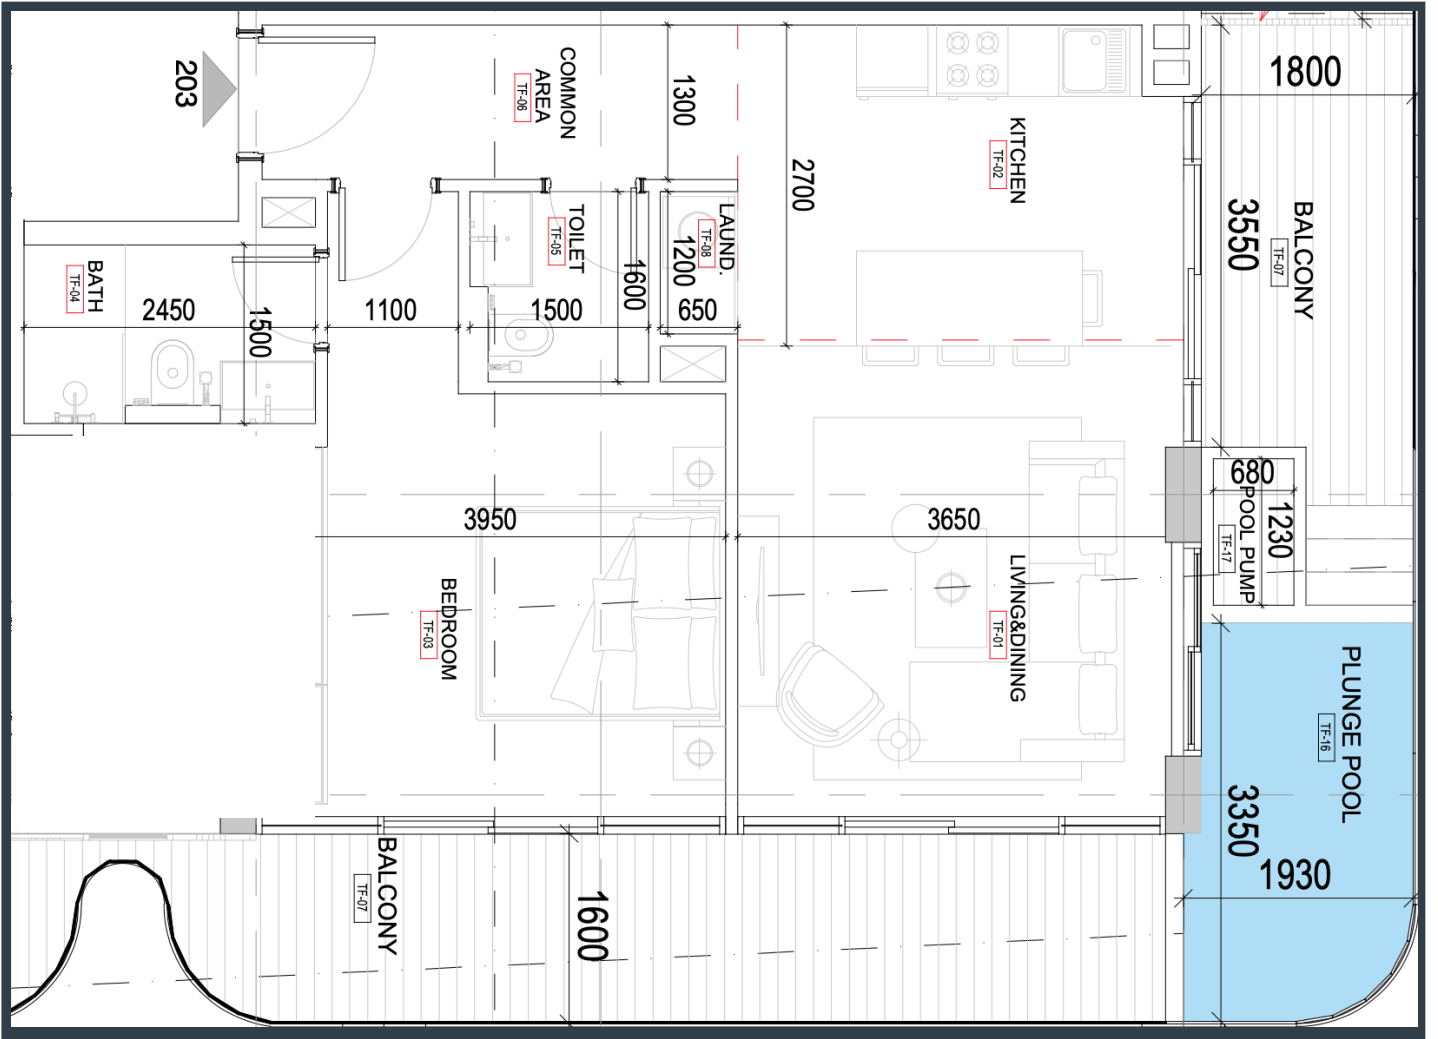 203
COMMON
AREA
TF-06
1300
2700
KITCHEN
TF-02
1800
BALCONY
TF-07
3550
BATH
TF-04
2450
1500
1100
TOILET
TF-05
1500
1600
LAUND.
TF-08
1200
650
680
POOL PUMP
TF-17
1230
3950
BEDROOM
TF-03
3650
LIVING&DINING
TF-01
PLUNGE POOL
TF-16
3350
1930
BALCONY
TF-07
1600